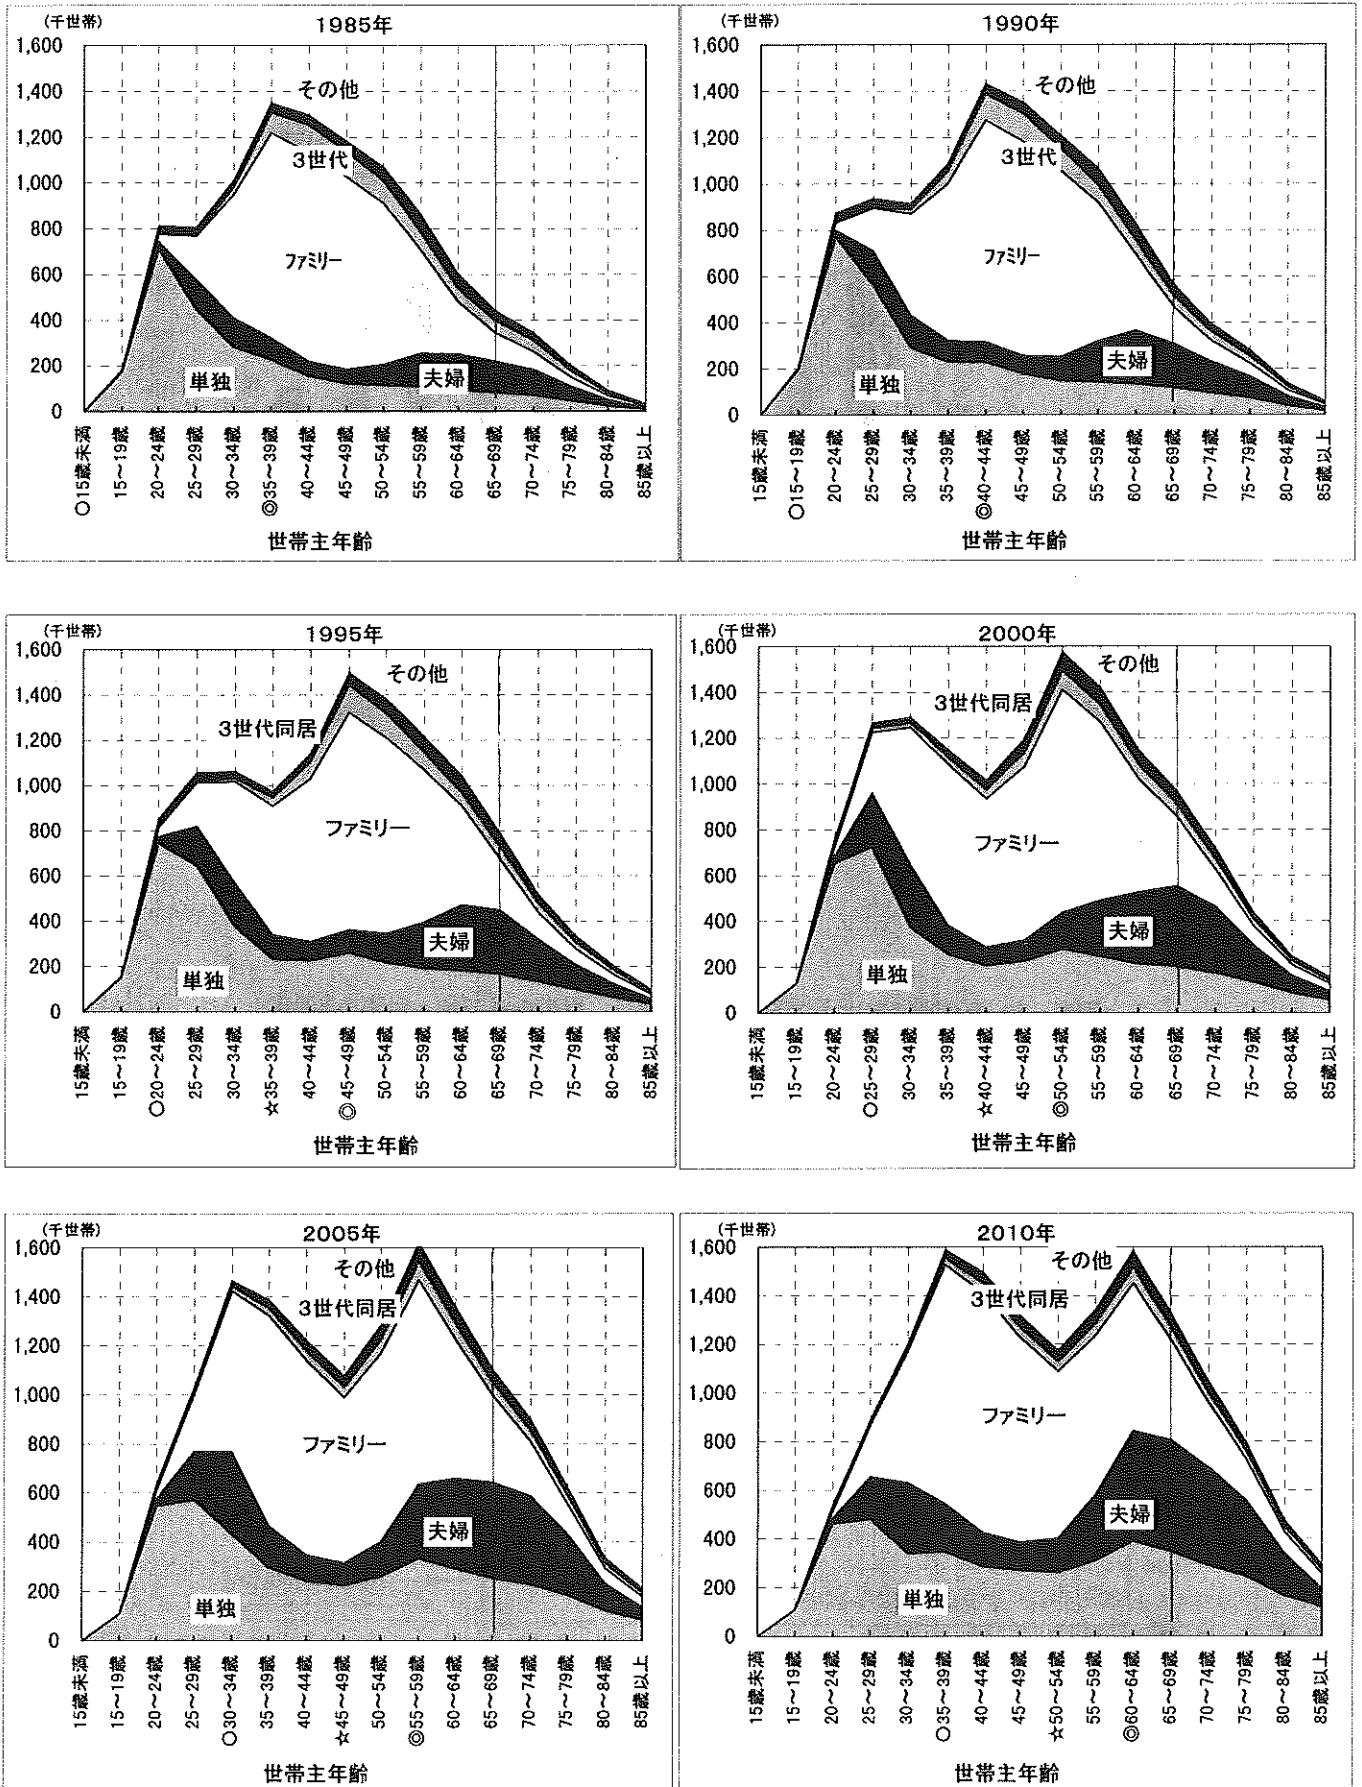 (千世帯)
1985年
1,600
1,400
1,200
1,000
800
600
400
200
0
その他
3世代
ファミリー
夫婦
単独
○15歳未満
15〜19歳
20〜24歳
25〜29歳
30〜34歳
◎35〜39歳
40〜44歳
45〜49歳
50〜54歳
55〜59歳
60〜64歳
65〜69歳
70〜74歳
75〜79歳
80〜84歳
85歳以上
世帯主年齢
(千世帯)
1990年
1,600
1,400
1,200
1,000
800
600
400
200
0
その他
3世代
ファミリー
夫婦
単独
15歳未満
○15〜19歳
20〜24歳
25〜29歳
30〜34歳
35〜39歳
◎40〜44歳
45〜49歳
50〜54歳
55〜59歳
60〜64歳
65〜69歳
70〜74歳
75〜79歳
80〜84歳
85歳以上
世帯主年齢
(千世帯)
1995年
1,600
1,400
1,200
1,000
800
600
400
200
0
その他
3世代同居
ファミリー
夫婦
単独
15歳未満
15〜19歳
○20〜24歳
25〜29歳
30〜34歳
☆35〜39歳
40〜44歳
◎45〜49歳
50〜54歳
55〜59歳
60〜64歳
65〜69歳
70〜74歳
75〜79歳
80〜84歳
85歳以上
世帯主年齢
(千世帯)
2000年
1,600
1,400
1,200
1,000
800
600
400
200
0
その他
3世代同居
ファミリー
夫婦
単独
15歳未満
15〜19歳
20〜24歳
○25〜29歳
30〜34歳
35〜39歳
☆40〜44歳
45〜49歳
◎50〜54歳
55〜59歳
60〜64歳
65〜69歳
70〜74歳
75〜79歳
80〜84歳
85歳以上
世帯主年齢
(千世帯)
2005年
1,600
1,400
1,200
1,000
800
600
400
200
0
その他
3世代同居
ファミリー
夫婦
単独
15歳未満
15〜19歳
20〜24歳
25〜29歳
○30〜34歳
35〜39歳
40〜44歳
☆45〜49歳
50〜54歳
◎55〜59歳
60〜64歳
65〜69歳
70〜74歳
75〜79歳
80〜84歳
85歳以上
世帯主年齢
(千世帯)
2010年
1,600
1,400
1,200
1,000
800
600
400
200
0
その他
3世代同居
ファミリー
夫婦
単独
15歳未満
15〜19歳
20〜24歳
25〜29歳
30〜34歳
○35〜39歳
40〜44歳
45〜49歳
☆50〜54歳
55〜59歳
◎60〜64歳
65〜69歳
70〜74歳
75〜79歳
80〜84歳
85歳以上
世帯主年齢